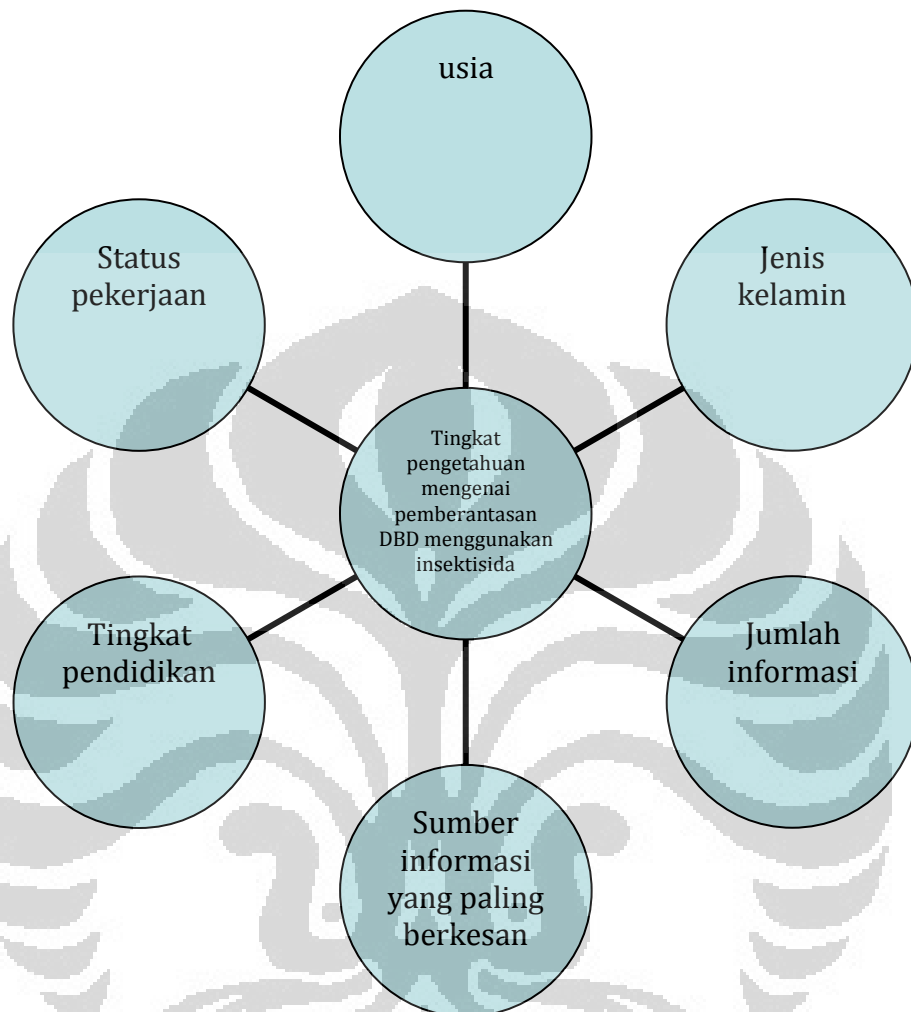 usia
Status
pekerjaan
Jenis
kelamin
Tingkat
pengetahuan
mengenai
pemberantasan
DBD menggunakan
insektisida
Tingkat
pendidikan
Jumlah
informasi
Sumber
informasi
yang paling
berkesan